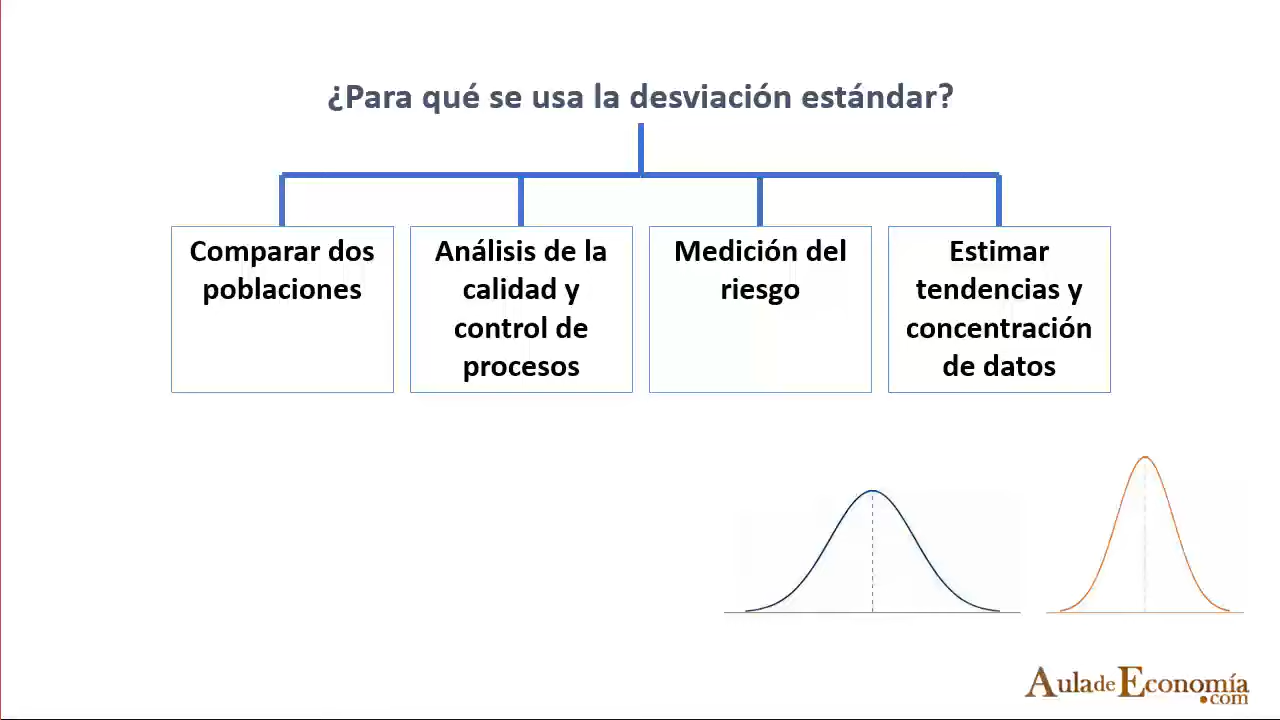 ¿Para qué se usa la desviación estándar?
Comparar dos
poblaciones
Análisis de la
calidad y
control de
procesos
Medición del
riesgo
Estimar
tendencias y
concentración
de datos
AuladeEconomía
.com